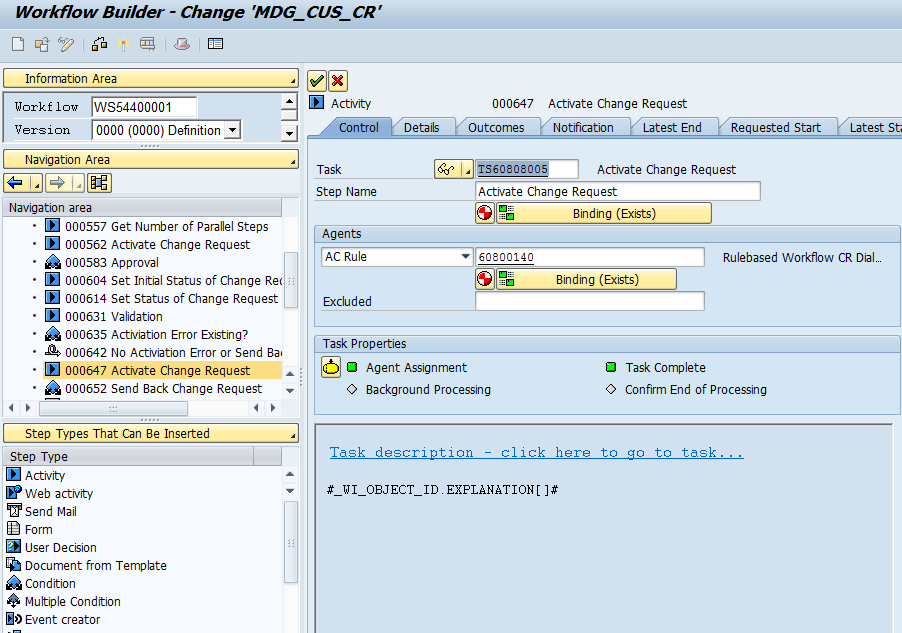 Workflow Builder - Change 'MDG_CUS_CR'
Information Area
Workflow WS54400001
Version 0000 (0000) Definition
Navigation Area
Navigation area
000557 Get Number of Parallel Steps
000562 Activate Change Request
000583 Approval
000604 Set Initial Status of Change Rec
000614 Set Status of Change Request
000631 Validation
000635 Activiation Error Existing?
000642 No Activiation Error or Send Ba
000647 Activate Change Request
000652 Send Back Change Request
Step Types That Can Be Inserted
Step Type
Activity
Web activity
Send Mail
Form
User Decision
Document from Template
Condition
Multiple Condition
Event creator
Activity 000647 Activate Change Request
Control Details Outcomes Notification Latest End Requested Start Latest Sta
Task TS60808005 Activate Change Request
Step Name Activate Change Request
Binding (Exists)
Agents
AC Rule 60800140 Rulebased Workflow CR Dial...
Binding (Exists)
Excluded
Task Properties
Agent Assignment Task Complete
Background Processing Confirm End of Processing
Task description - click here to go to task...
#_WI_OBJECT_ID.EXPLANATION[]#